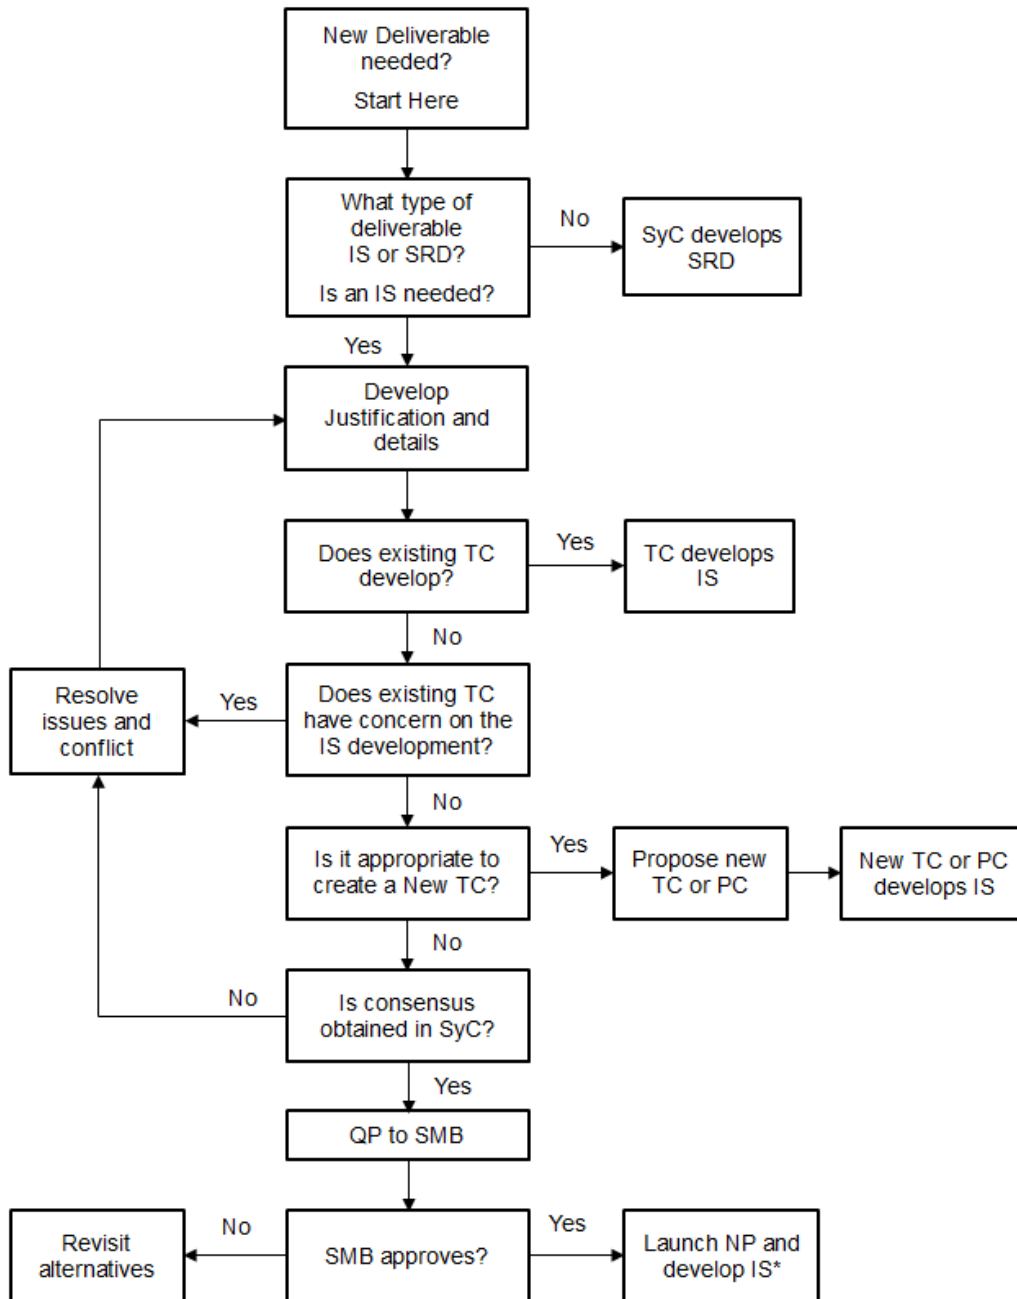 New Deliverable
needed?
Start Here
What type of
deliverable
IS or SRD?
Is an IS needed?
No
SyC develops
SRD
Yes
Develop
Justification and
details
Does existing TC
develop?
Yes
TC develops
IS
No
Resolve
issues and
conflict
Yes
Does existing TC
have concern on the
IS development?
No
Is it appropriate to
create a New TC?
Yes
Propose new
TC or PC
New TC or PC
develops IS
No
No
Is consensus
obtained in SyC?
Yes
QP to SMB
Revisit
alternatives
No
SMB approves?
Yes
Launch NP and
develop IS*